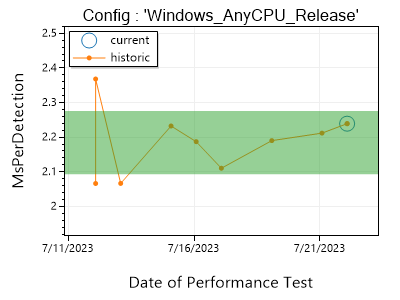 Config : 'Windows_AnyCPU_Release'
2.5
current
historic
2.4
2.3
2.2
2.1
2
MsPerDetection
7/11/2023 7/16/2023 7/21/2023
Date of Performance Test